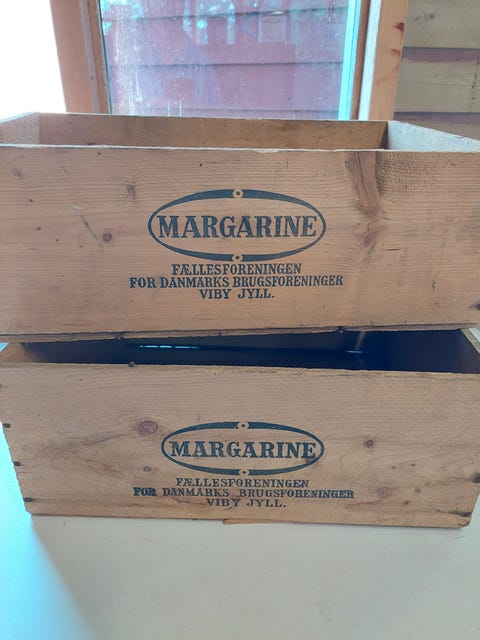 MARGARINE
FÆLLESFORENINGEN
FOR DANMARKS BRUGSFORENINGER
VIBY JYLL.
MARGARINE
FÆLLESFORENINGEN
FOR DANMARKS BRUGSFORENINGER
VIBY JYLL.